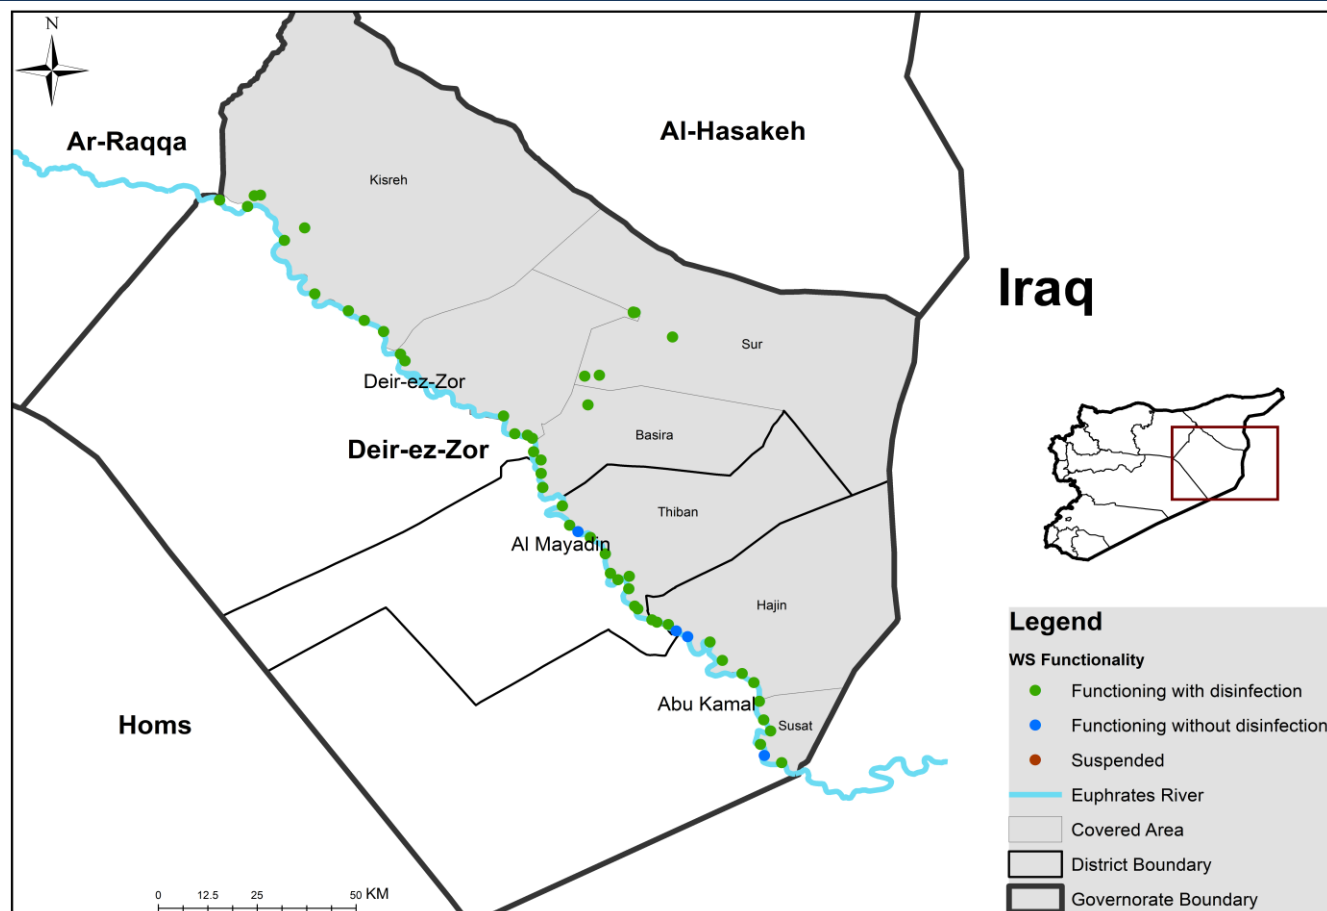 N
Ar-Raqqa
Al-Hasakeh
Kisreh
Iraq
Sur
Deir-ez-Zor
Basira
Deir-ez-Zor
Thiban
Al Mayadin
Hajin
Abu Kamal
Susat
Homs
0 12.5 25 50 KM
Legend
WS Functionality
Functioning with disinfection
Functioning without disinfection
Suspended
Euphrates River
Covered Area
District Boundary
Governorate Boundary